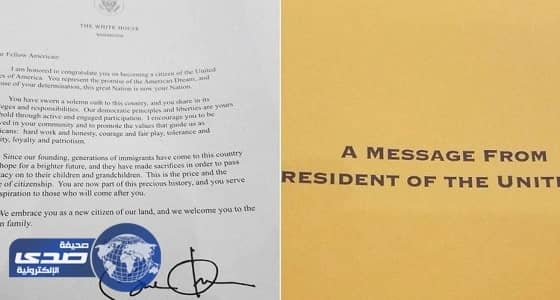 THE WHITE HOUSE
WASHINGTON
Fellow American:
I am honored to congratulate you on becoming a citizen of the United
es of America. You represent the promise of the American Dream, and
use of your determination, this great Nation is now your Nation.
You have sworn a solemn oath to this country, and you share in its
leges and responsibilities. Our democratic principles and liberties are yours
hold through active and engaged participation. I encourage you to be
ved in your community and to promote the values that guide us as
icans: hard work and honesty, courage and fair play, tolerance and
ity, loyalty and patriotism.
Since our founding, generations of immigrants have come to this country
hope for a brighter future, and they have made sacrifices in order to pass
acy on to their children and grandchildren. This is the price and the
e of citizenship. You are now part of this precious history, and you serve
spiration to those who will come after you.
We embrace you as a new citizen of our land, and we welcome you to the
n family.
صحيفة
صدى
الإلكترونية
A MESSAGE FROM
RESIDENT OF THE UNITE